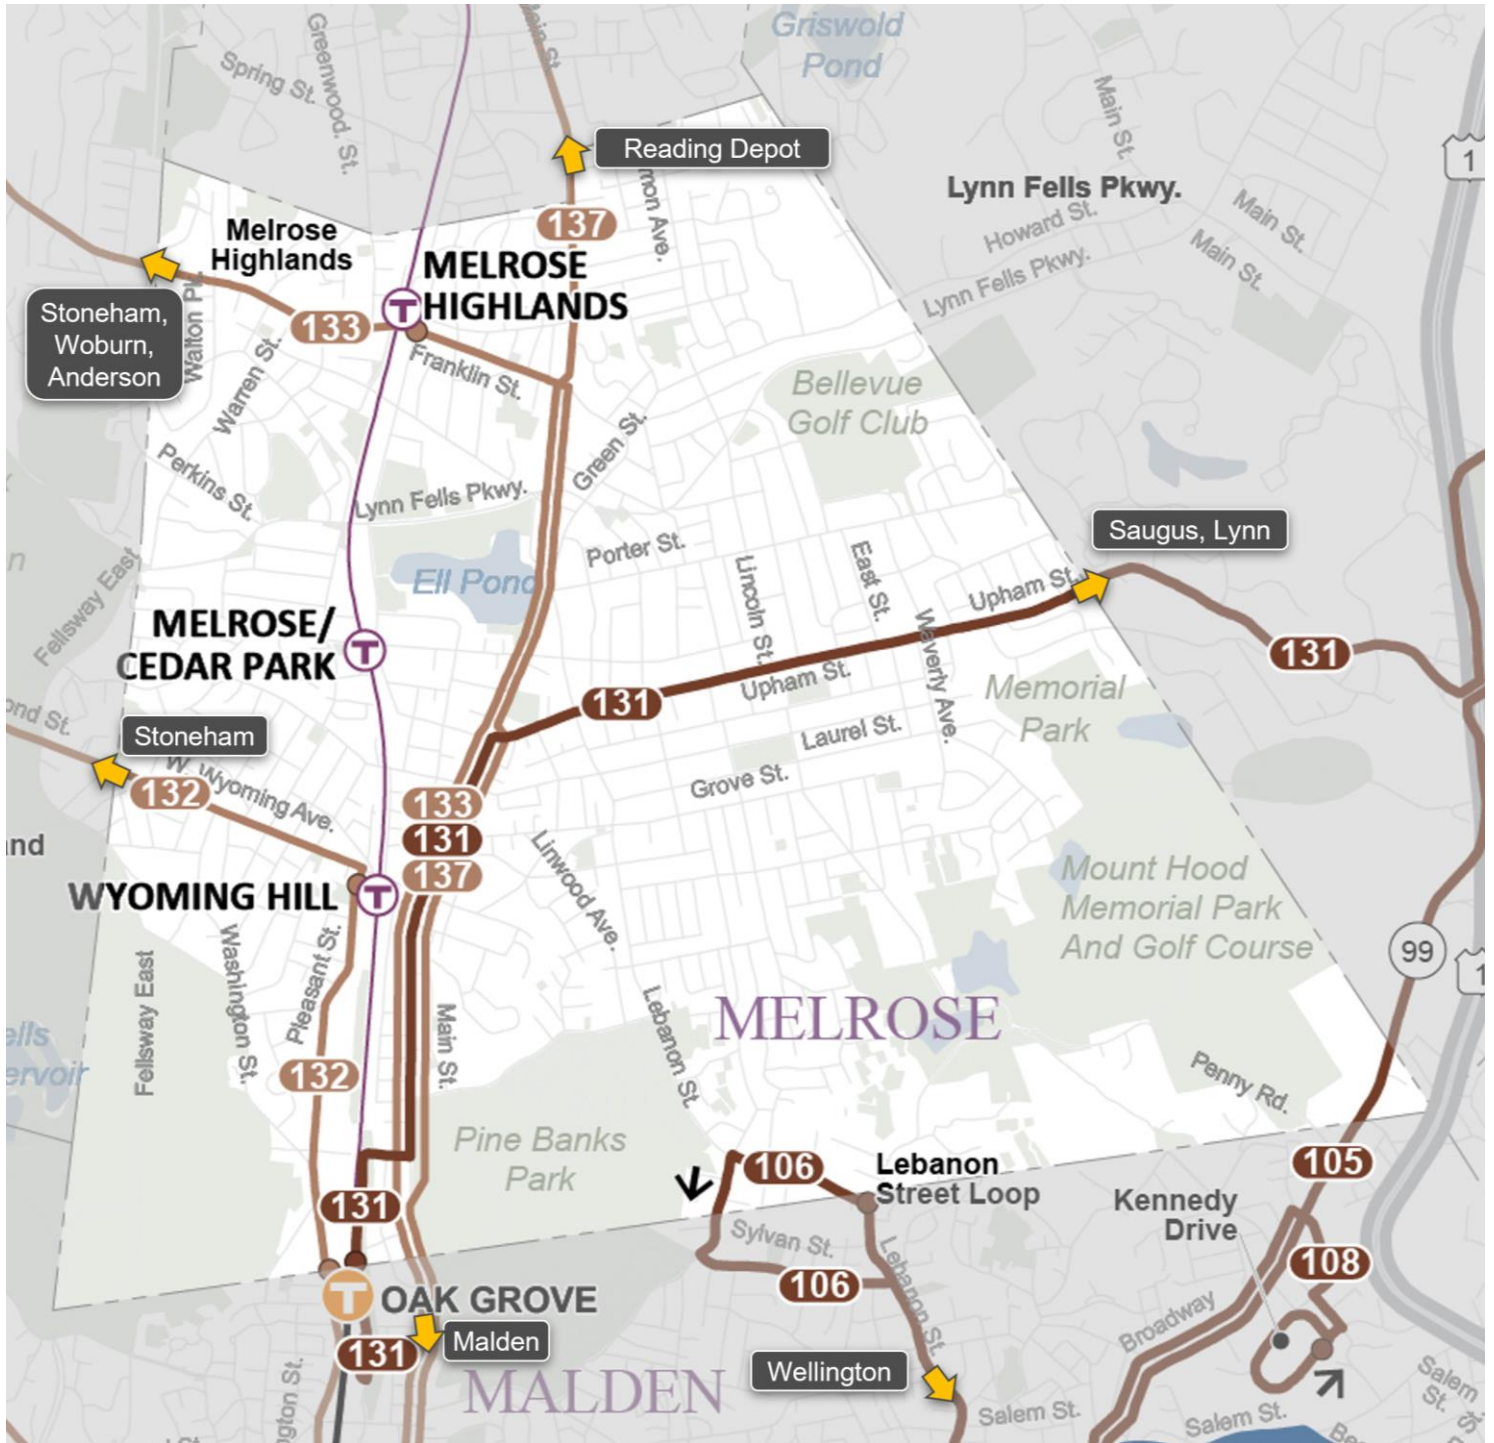 Griswold
Pond
Main St.
Greenwood. St.
Spring St.
Reading Depot
1
Main St.
Lynn Fells Pkwy.
Howard St.
Main St.
Main St.
Lynn Fells Pkwy.
137
Melrose
Highlands
T
MELROSE
HIGHLANDS
Stoneham,
Woburn,
Anderson
133
Warren St.
Franklin St.
Bellevue
Golf Club
Green St.
Perkins St.
Lynn Fells Pkwy.
Porter St.
Saugus, Lynn
Ell Pond
Lincoln St.
East St.
Upham St.
Fellsway East
MELROSE/
CEDAR PARK
T
131
131
Upham St.
Waverly Ave.
Memorial
Park
Stoneham
Laurel St.
Grove St.
132
W. Wyoming Ave.
133
131
137
Linwood Ave.
WYOMING HILL
T
Mount Hood
Memorial Park
And Golf Course
99
1
Fellsway East
Washington St.
Pleasant St.
Main St.
Lebanon St.
MELROSE
132
Penny Rd.
Pine Banks
Park
106
Lebanon
Street Loop
105
131
Kennedy
Drive
Sylvan St.
106
Lebanon St.
108
T
OAK GROVE
131
Malden
Broadway
Wellington
MALDEN
Salem St.
Salem St.
Salem
St.